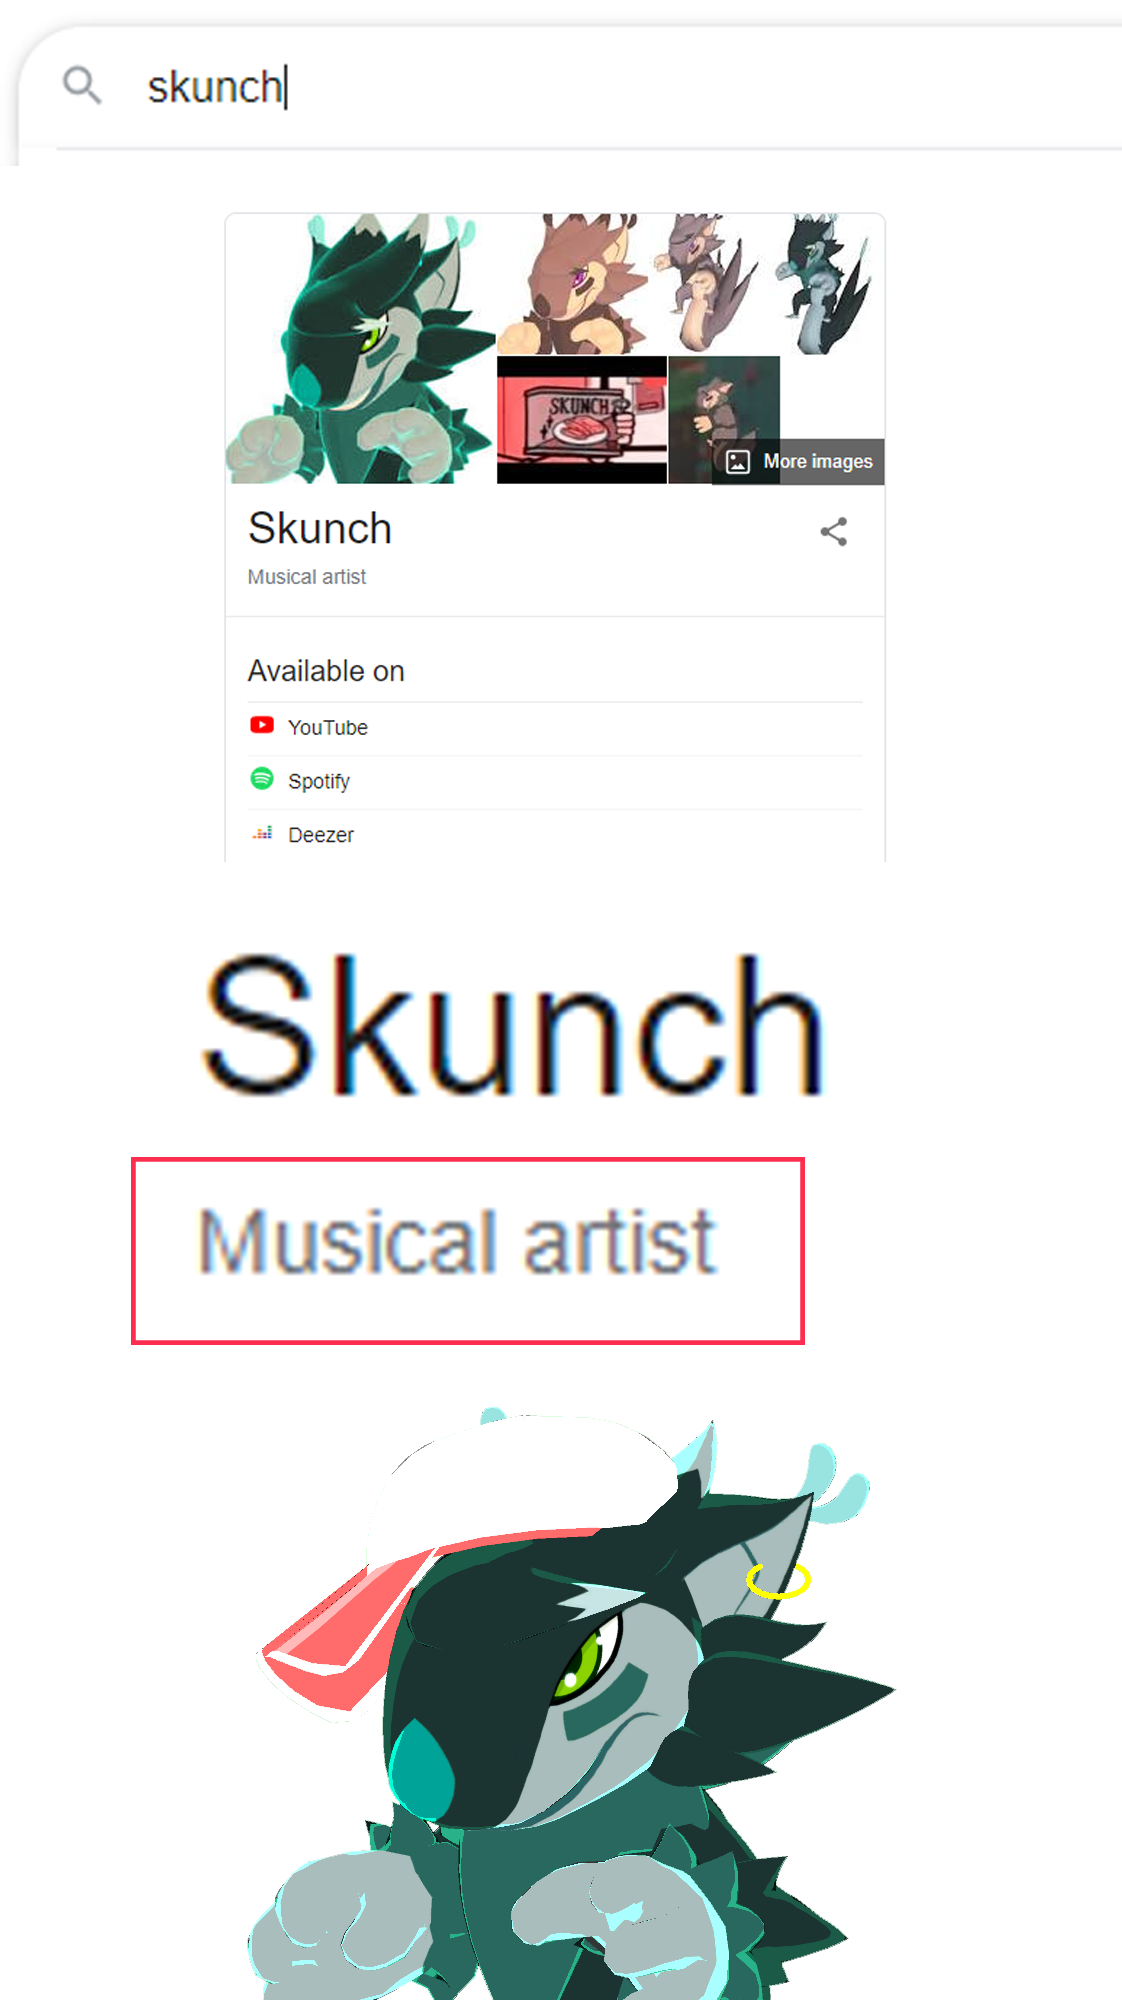 skunch
SKUNCH
More images
Skunch
Musical artist
Available on
YouTube
Spotify
Deezer
Skunch
Musical artist